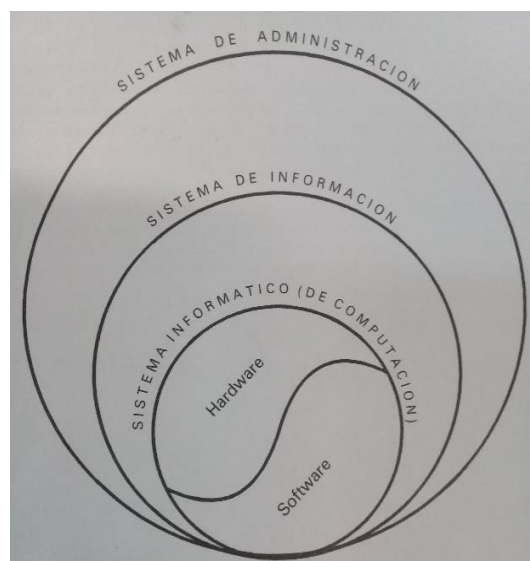 SISTEMA DE ADMINISTRACION
SISTEMA DE INFORMACION
SISTEMA INFORMATICO (DE COMPUTACION)
Hardware
Software